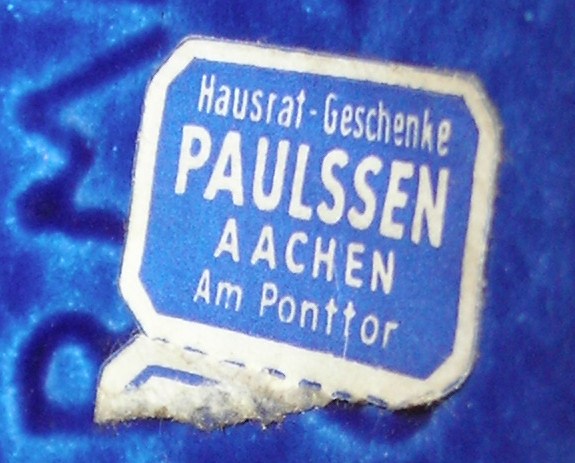 Hausrat-Geschenke
PAULSSEN
AACHEN
Am Ponttor